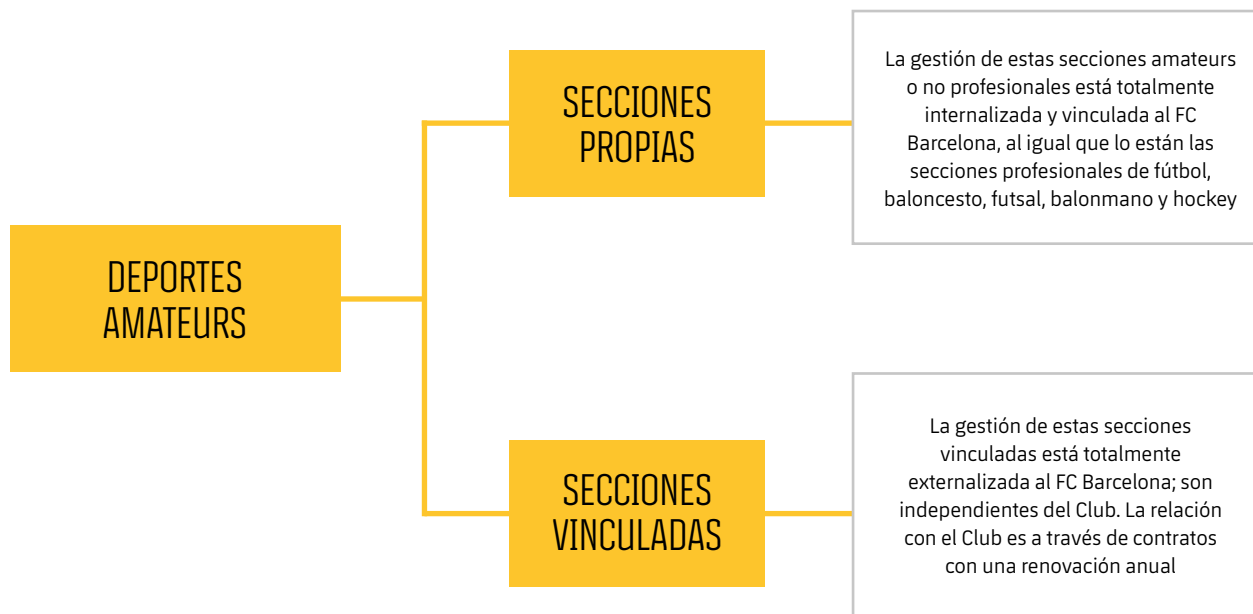 DEPORTES
AMATEURS
SECCIONES
PROPIAS
La gestión de estas secciones amateurs
o no profesionales está totalmente
internalizada y vinculada al FC
Barcelona, al igual que lo están las
secciones profesionales de fútbol,
baloncesto, futsal, balonmano y hockey
SECCIONES
VINCULADAS
La gestión de estas secciones
vinculadas está totalmente
externalizada al FC Barcelona; son
independientes del Club. La relación
con el Club es a través de contratos
con una renovación anual